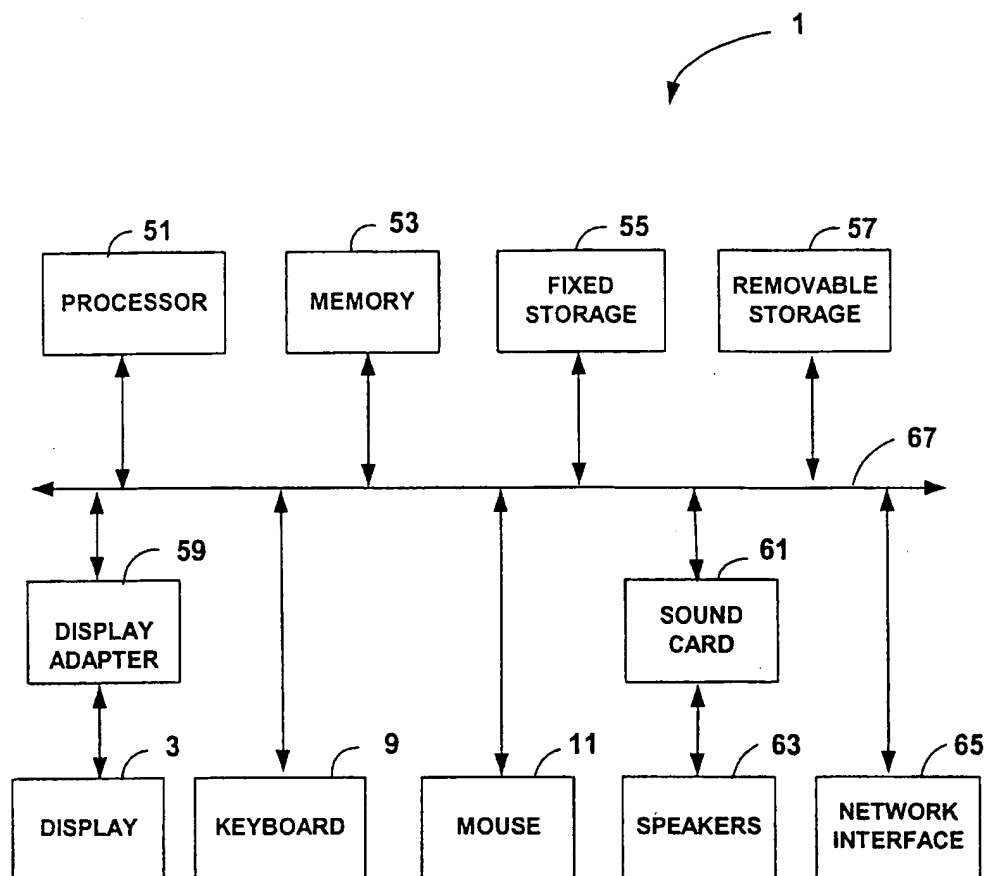 1
51
53
55
57
PROCESSOR
MEMORY
FIXED
STORAGE
REMOVABLE
STORAGE
67
59
61
DISPLAY
ADAPTER
SOUND
CARD
3
9
11
63
65
DISPLAY
KEYBOARD
MOUSE
SPEAKERS
NETWORK
INTERFACE